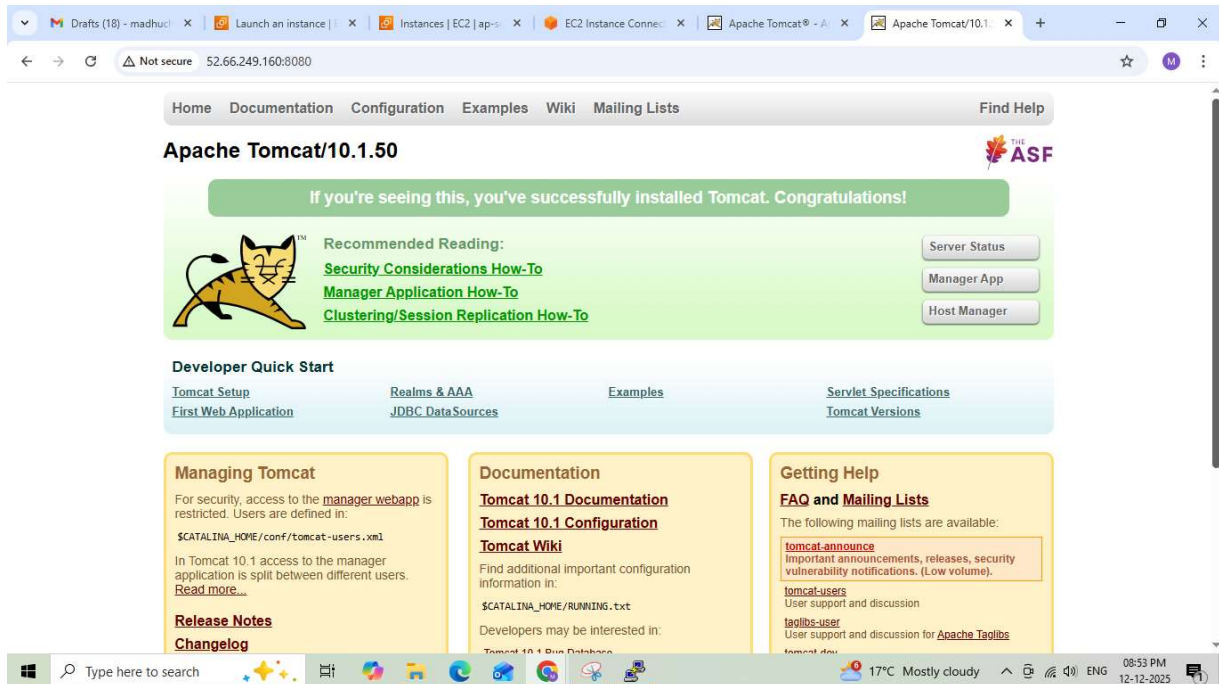 Drafts (18) - madhuc
Launch an instance |
Instances | EC2 | ap-s
EC2 Instance Connec
Apache Tomcat® - A
Apache Tomcat/10.1.
Not secure 52.66.249.160:8080
M
Home Documentation Configuration Examples Wiki Mailing Lists Find Help
Apache Tomcat/10.1.50
THE
ASF
If you're seeing this, you've successfully installed Tomcat. Congratulations!
TM
Recommended Reading:
Security Considerations How-To
Manager Application How-To
Clustering/Session Replication How-To
Server Status
Manager App
Host Manager
Developer Quick Start
Tomcat Setup Realms & AAA Examples Servlet Specifications
First Web Application JDBC DataSources Tomcat Versions
Managing Tomcat
For security, access to the manager webapp is
restricted. Users are defined in:
$CATALINA_HOME/conf/tomcat-users.xml
In Tomcat 10.1 access to the manager
application is split between different users.
Read more...
Release Notes
Changelog
Documentation
Tomcat 10.1 Documentation
Tomcat 10.1 Configuration
Tomcat Wiki
Find additional important configuration
information in:
$CATALINA_HOME/RUNNING.txt
Developers may be interested in:
Tomcat 10.1 Bug Database
Getting Help
FAQ and Mailing Lists
The following mailing lists are available:
tomcat-announce
Important announcements, releases, security
vulnerability notifications. (Low volume).
tomcat-users
User support and discussion
taglibs-user
User support and discussion for Apache Taglibs
tomcat-dev
Type here to search
17°C Mostly cloudy
ENG
08:53 PM
12-12-2025